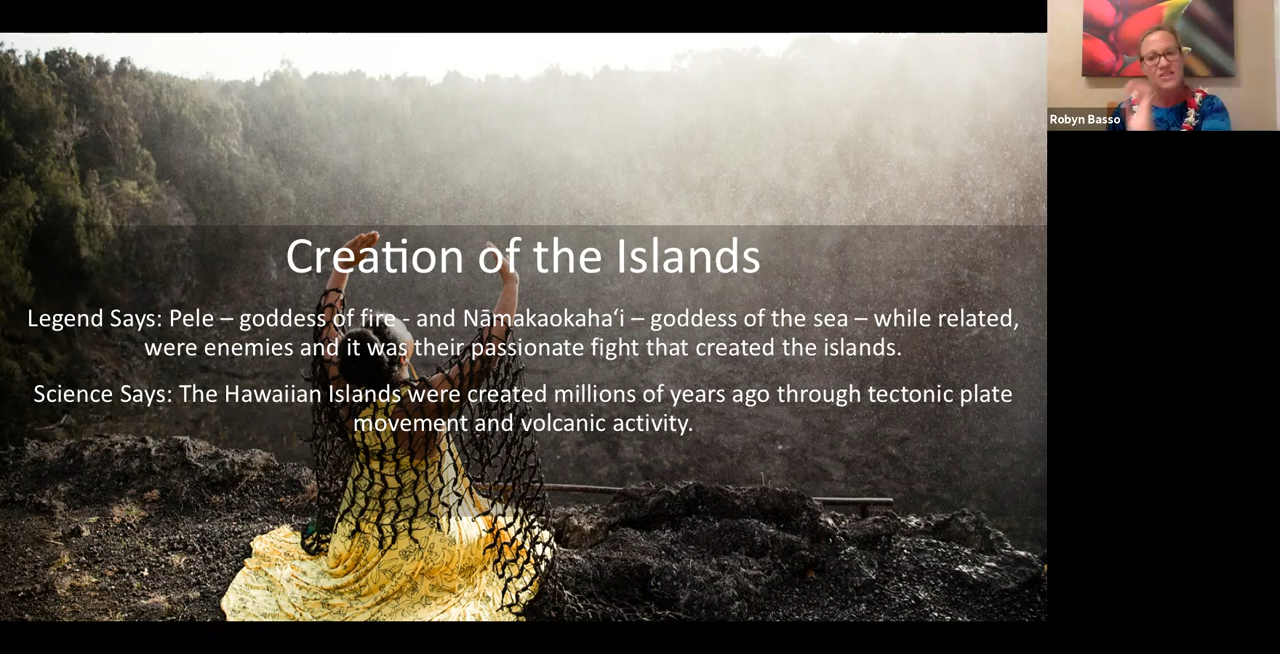 Creation of the Islands
Legend Says: Pele – goddess of fire - and Nāmakaokahaʻi – goddess of the sea – while related,
were enemies and it was their passionate fight that created the islands.
Science Says: The Hawaiian Islands were created millions of years ago through tectonic plate
movement and volcanic activity.
Robyn Basso